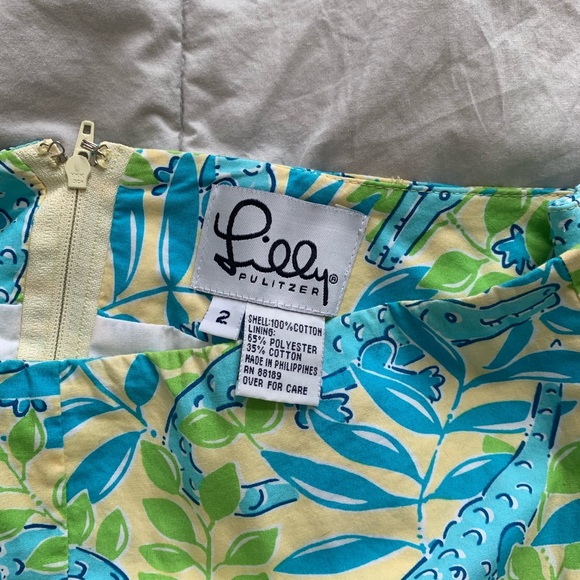 Lilly®
PULITZER
2
SHELL:100%COTTON
LINING:
65% POLYESTER
35% COTTON
MADE IN PHILIPPINES
RN 88189
OVER FOR CARE